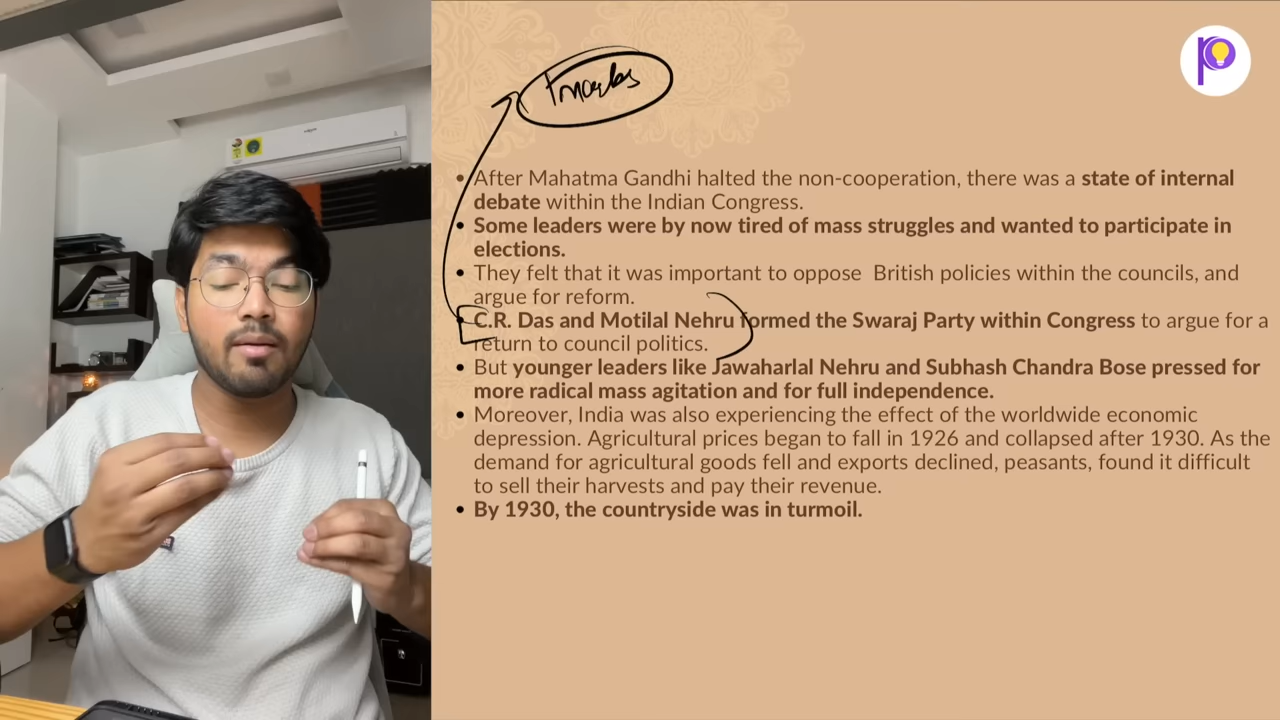 1 marks
• After Mahatma Gandhi halted the non-cooperation, there was a state of internal
debate within the Indian Congress.
• Some leaders were by now tired of mass struggles and wanted to participate in
elections.
• They felt that it was important to oppose British policies within the councils, and
argue for reform.
• C.R. Das and Motilal Nehru formed the Swaraj Party within Congress to argue for a
return to council politics.
• But younger leaders like Jawaharlal Nehru and Subhash Chandra Bose pressed for
more radical mass agitation and for full independence.
• Moreover, India was also experiencing the effect of the worldwide economic
depression. Agricultural prices began to fall in 1926 and collapsed after 1930. As the
demand for agricultural goods fell and exports declined, peasants, found it difficult
to sell their harvests and pay their revenue.
• By 1930, the countryside was in turmoil.